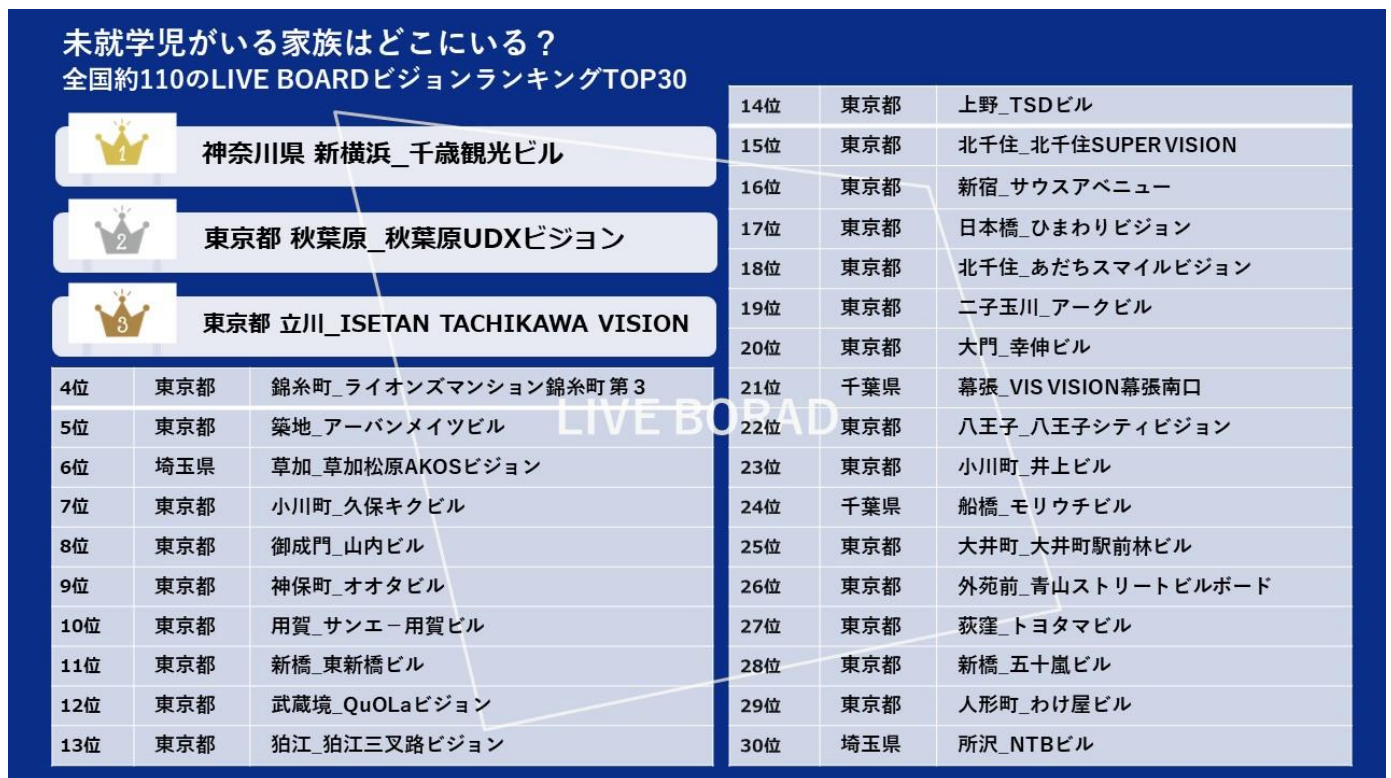 未就学児がいる家族はどこにいる？
全国約110のLIVE BOARDビジョンランキングTOP30
1 神奈川県 新横浜_千歳観光ビル
2 東京都 秋葉原_秋葉原UDXビジョン
3 東京都 立川_ISETAN TACHIKAWA VISION
4位 東京都 錦糸町_ライオンズマンション錦糸町第3
5位 東京都 築地_アーバンメイツビル
6位 埼玉県 草加_草加松原AKOSビジョン
7位 東京都 小川町_久保キクビル
8位 東京都 御成門_山内ビル
9位 東京都 神保町_オオタビル
10位 東京都 用賀_サンエー用賀ビル
11位 東京都 新橋_東新橋ビル
12位 東京都 武蔵境_QuOLaビジョン
13位 東京都 狛江_狛江三叉路ビジョン
14位 東京都 上野_TSDビル
15位 東京都 北千住_北千住SUPER VISION
16位 東京都 新宿_サウスアベニュー
17位 東京都 日本橋_ひまわりビジョン
18位 東京都 北千住_あだちスマイルビジョン
19位 東京都 二子玉川_アークビル
20位 東京都 大門_幸伸ビル
21位 千葉県 幕張_VIS VISION幕張南口
22位 東京都 八王子_八王子シティビジョン
23位 東京都 小川町_井上ビル
24位 千葉県 船橋_モリウチビル
25位 東京都 大井町_大井町駅前林ビル
26位 東京都 外苑前_青山ストリートビルボード
27位 東京都 荻窪_トヨタマビル
28位 東京都 新橋_五十嵐ビル
29位 東京都 人形町_わけ屋ビル
30位 埼玉県 所沢_NTBビル
LIVE BORAD